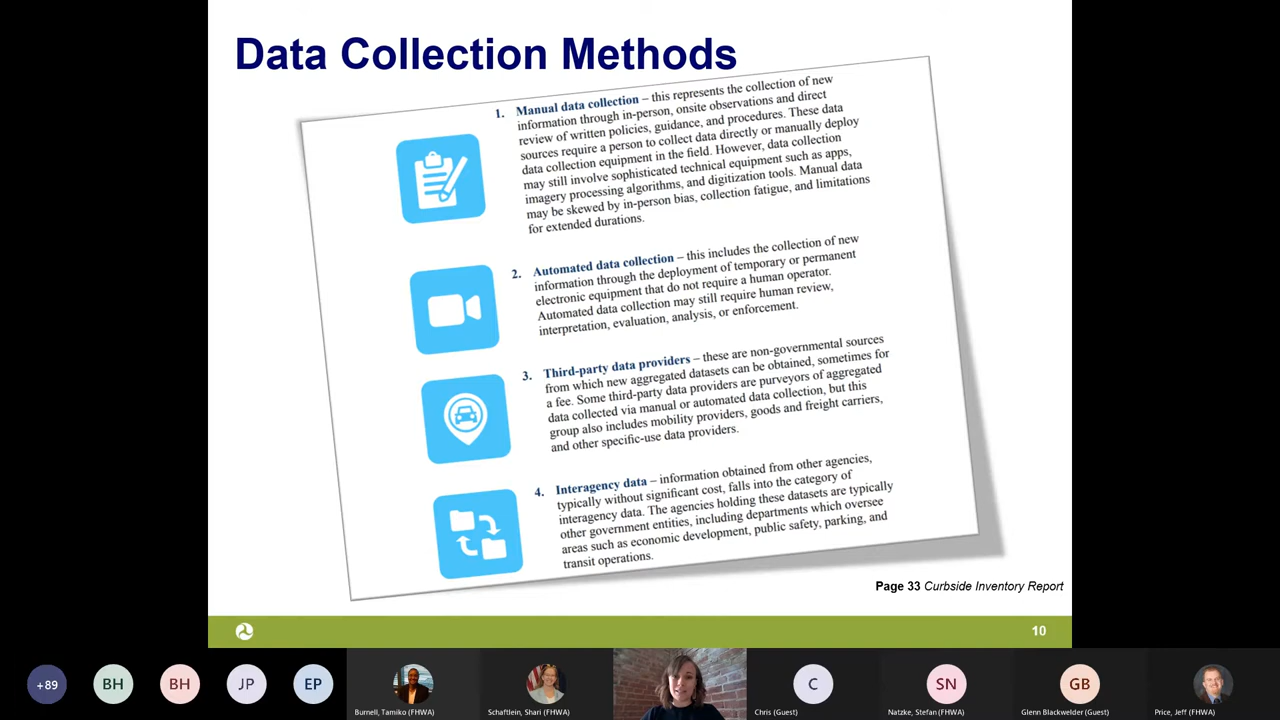 Data Collection Methods
1. Manual data collection – this represents the collection of new
information through in-person, onsite observations and direct
review of written policies, guidance, and procedures. These data
sources require a person to collect data directly or manually deploy
data collection equipment in the field. However, data collection
may still involve sophisticated technical equipment such as apps,
imagery processing algorithms, and digitization tools. Manual data
may be skewed by in-person bias, collection fatigue, and limitations
for extended durations.
2. Automated data collection – this includes the collection of new
information through the deployment of temporary or permanent
electronic equipment that do not require a human operator.
Automated data collection may still require human review,
interpretation, evaluation, analysis, or enforcement.
3. Third-party data providers – these are non-governmental sources
from which new aggregated datasets can be obtained, sometimes for
a fee. Some third-party data providers are purveyors of aggregated
data collected via manual or automated data collection, but this
group also includes mobility providers, goods and freight carriers,
and other specific-use data providers.
4. Interagency data – information obtained from other agencies,
typically without significant cost, falls into the category of
interagency data. The agencies holding these datasets are typically
other government entities, including departments which oversee
areas such as economic development, public safety, parking, and
transit operations.
Page 33 Curbside Inventory Report
10
+89
BH
BH
JP
EP
C
SN
GB
Burnell, Tamiko (FHWA)
Schaftlein, Shari (FHWA)
Chris (Guest)
Natzke, Stefan (FHWA)
Glenn Blackwelder (Guest)
Price, Jeff (FHWA)